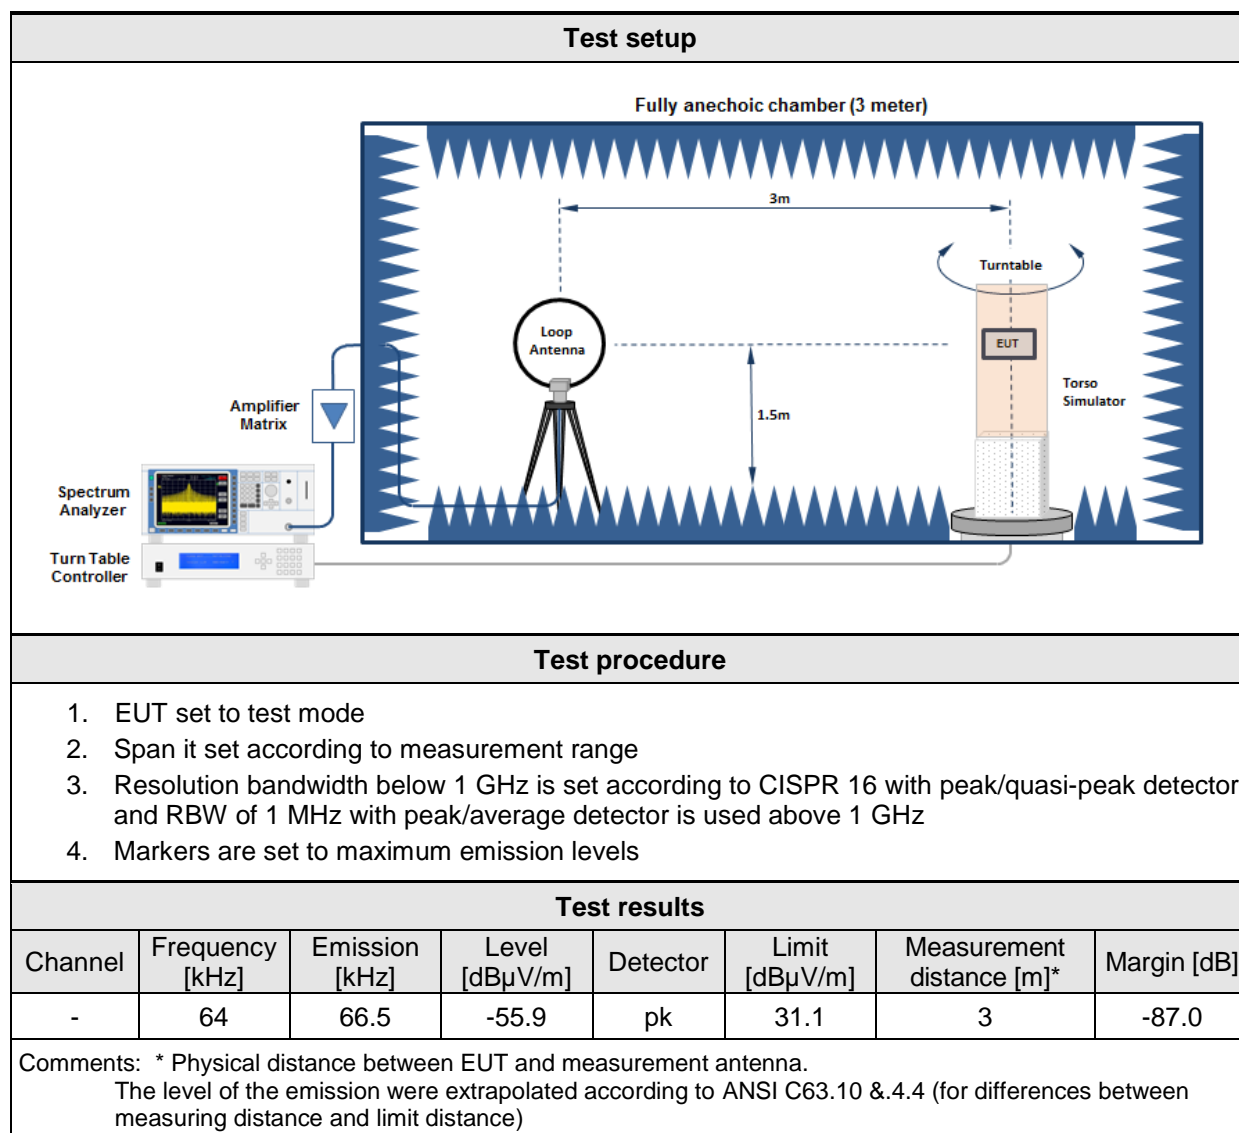 Test setup
Fully anechoic chamber (3 meter)
3m
Turntable
Loop
Antenna
EUT
Torso
Simulator
1.5m
Amplifier
Matrix
Spectrum
Analyzer
Turn Table
Controller
Test procedure
1. EUT set to test mode
2. Span it set according to measurement range
3. Resolution bandwidth below 1 GHz is set according to CISPR 16 with peak/quasi-peak detector
and RBW of 1 MHz with peak/average detector is used above 1 GHz
4. Markers are set to maximum emission levels
Test results
Channel Frequency [kHz] Emission [kHz] Level [dBµV/m] Detector Limit [dBµV/m] Measurement distance [m]* Margin [dB]
- 64 66.5 -55.9 pk 31.1 3 -87.0
Comments: * Physical distance between EUT and measurement antenna.
The level of the emission were extrapolated according to ANSI C63.10 &.4.4 (for differences between
measuring distance and limit distance)